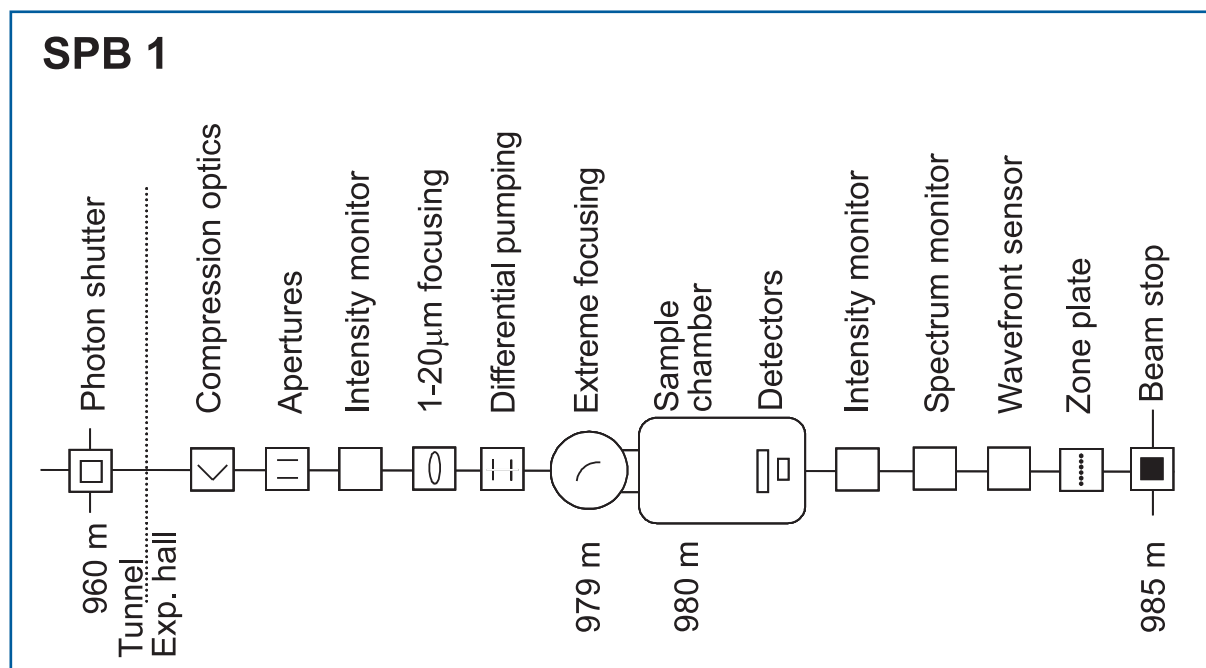 SPB 1
Photon shutter
Compression optics
Apertures
Intensity monitor
1-20μm focusing
Differential pumping
Extreme focusing
Sample
chamber
Detectors
Intensity monitor
Spectrum monitor
Wavefront sensor
Zone plate
Beam stop
960 m
Tunnel
Exp. hall
979 m
980 m
985 m